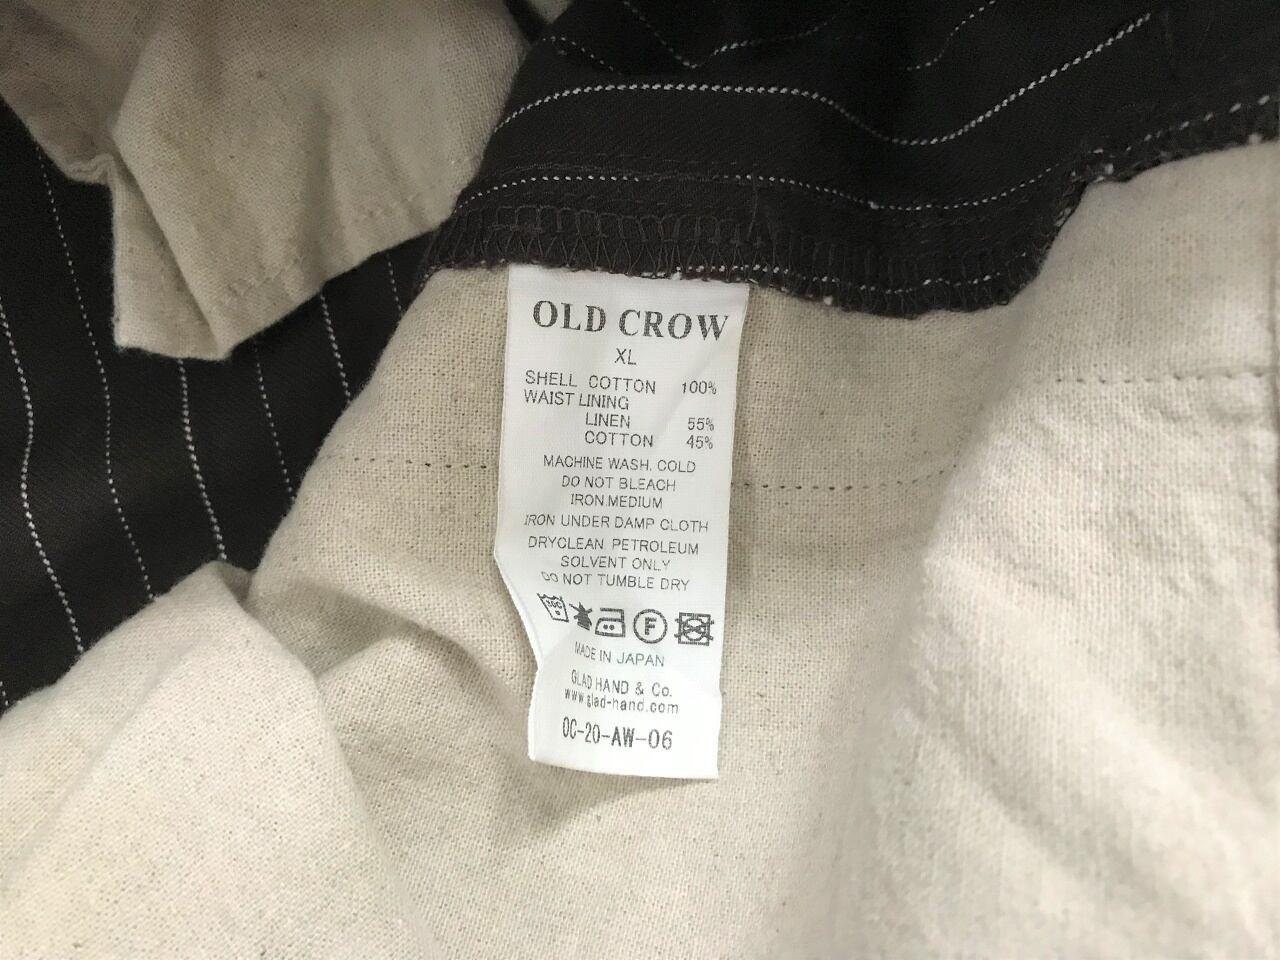 OLD CROW
XL
SHELL COTTON 100%
WAIST LINING
LINEN 55%
COTTON 45%
MACHINE WASH. COLD
DO NOT BLEACH
IRON.MEDIUM
IRON UNDER DAMP CLOTH
DRYCLEAN PETROLEUM
SOLVENT ONLY
DO NOT TUMBLE DRY
F
MADE IN JAPAN
GLAD HAND & Co.
www.glad-hand.com
OC-20-AW-06